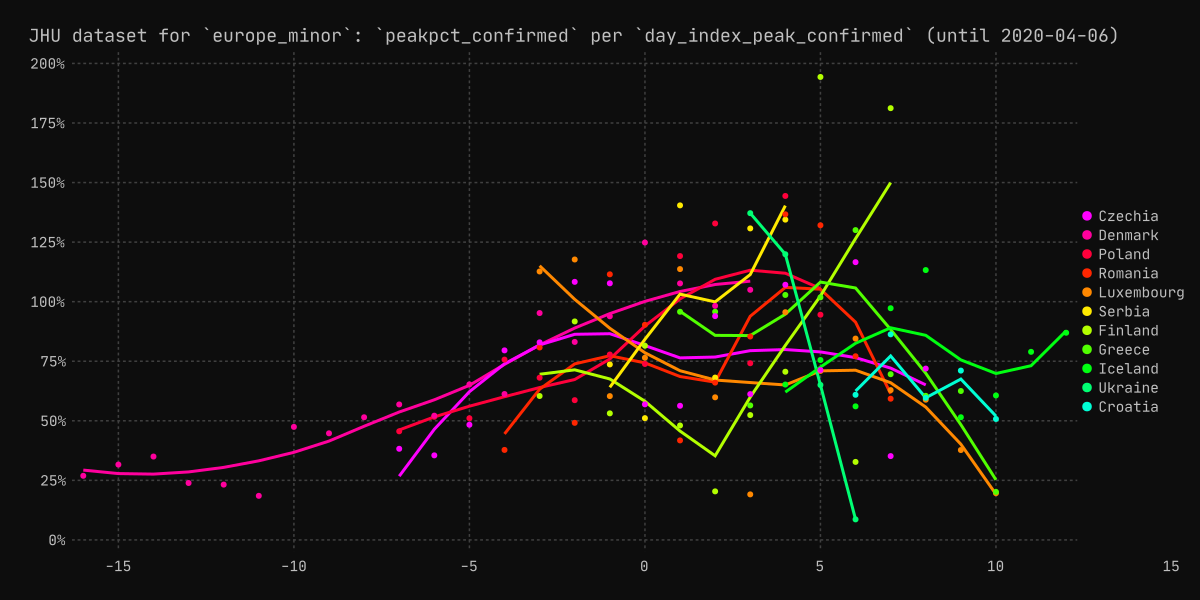 JHU dataset for `europe_minor`: `peakpct_confirmed` per `day_index_peak_confirmed` (until 2020-04-06)
200%
175%
150%
125%
100%
75%
50%
25%
0%
Czechia
Denmark
Poland
Romania
Luxembourg
Serbia
Finland
Greece
Iceland
Ukraine
Croatia
-15
-10
-5
0
5
10
15